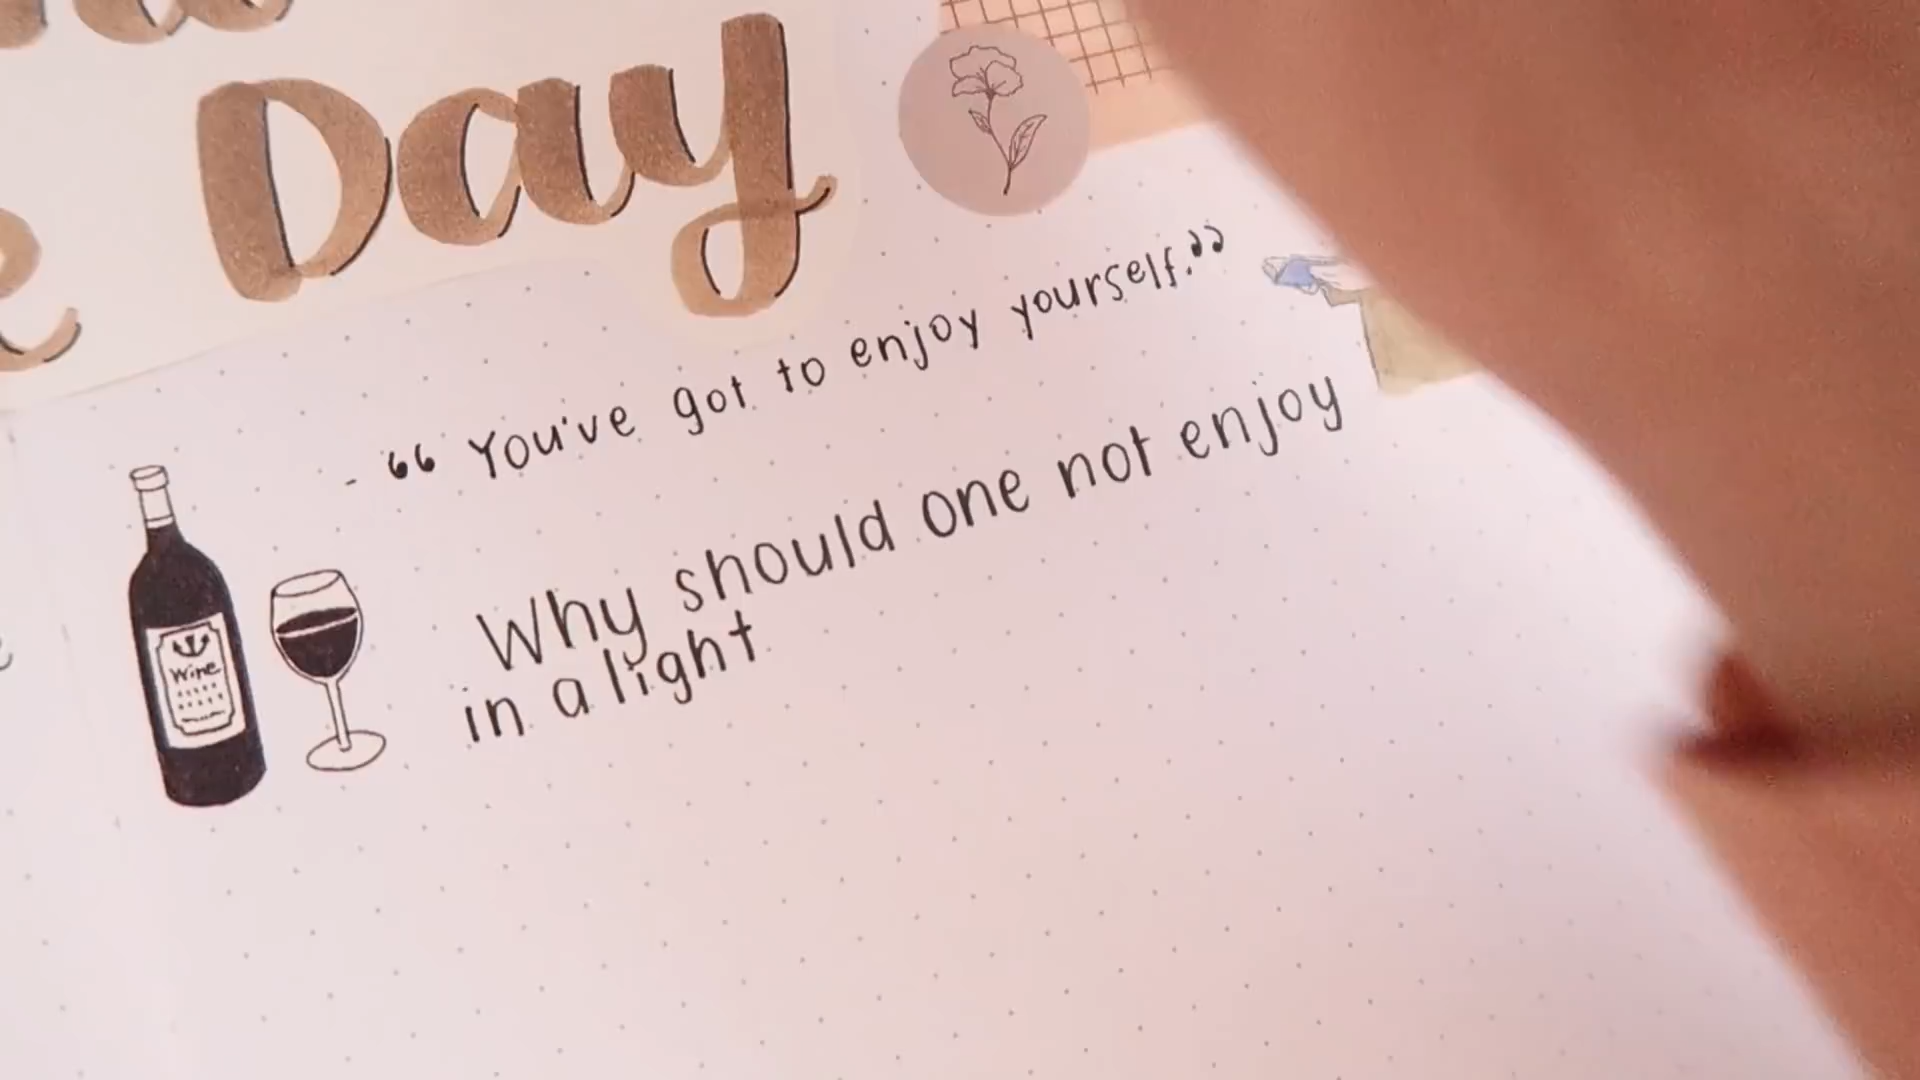 Day
- “You've got to enjoy yourself.”
Why should one not enjoy
in a light
Wine